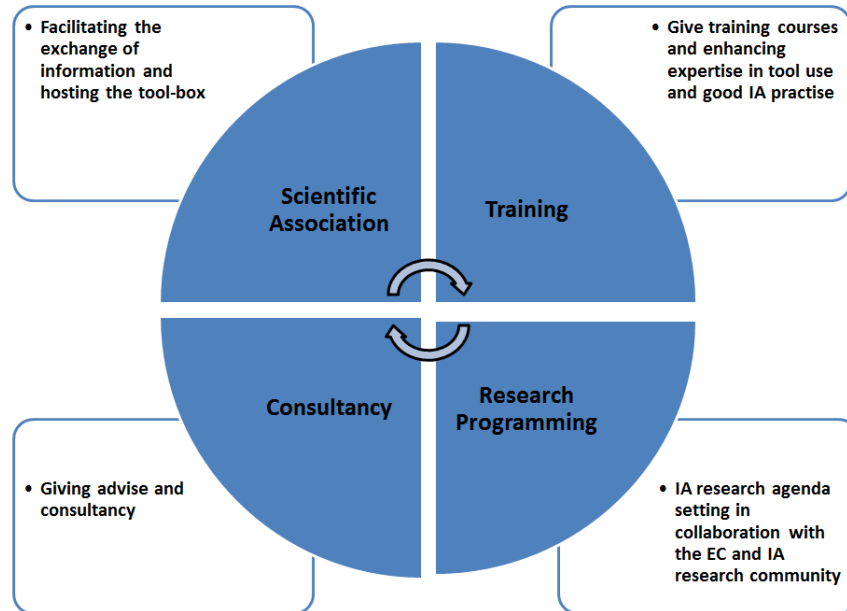 • Facilitating the
exchange of
information and
hosting the tool-box
• Give training courses
and enhancing
expertise in tool use
and good IA practise
Scientific
Association
Training
Consultancy
Research
Programming
• Giving advise and
consultancy
• IA research agenda
setting in
collaboration with
the EC and IA
research community